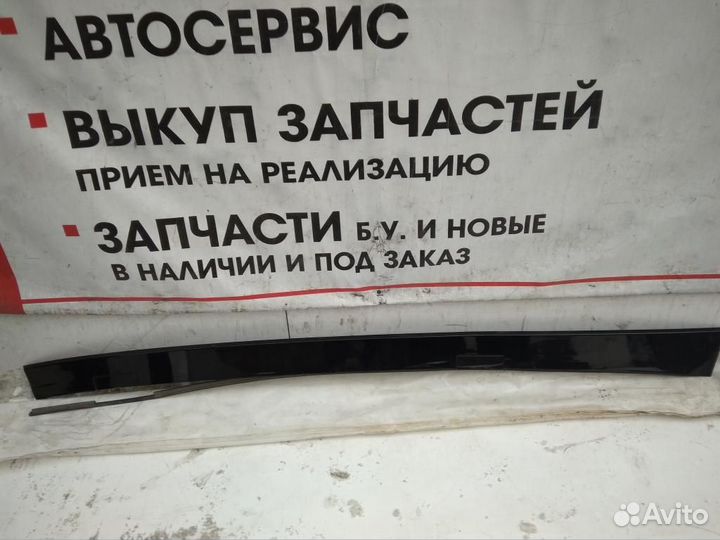 АВТОСЕРВИС
ВЫКУП ЗАПЧАСТЕЙ
ПРИЕМ НА РЕАЛИЗАЦИЮ
ЗАПЧАСТИ Б.У. И НОВЫЕ
В НАЛИЧИИ И ПОД ЗАКАЗ
Avito